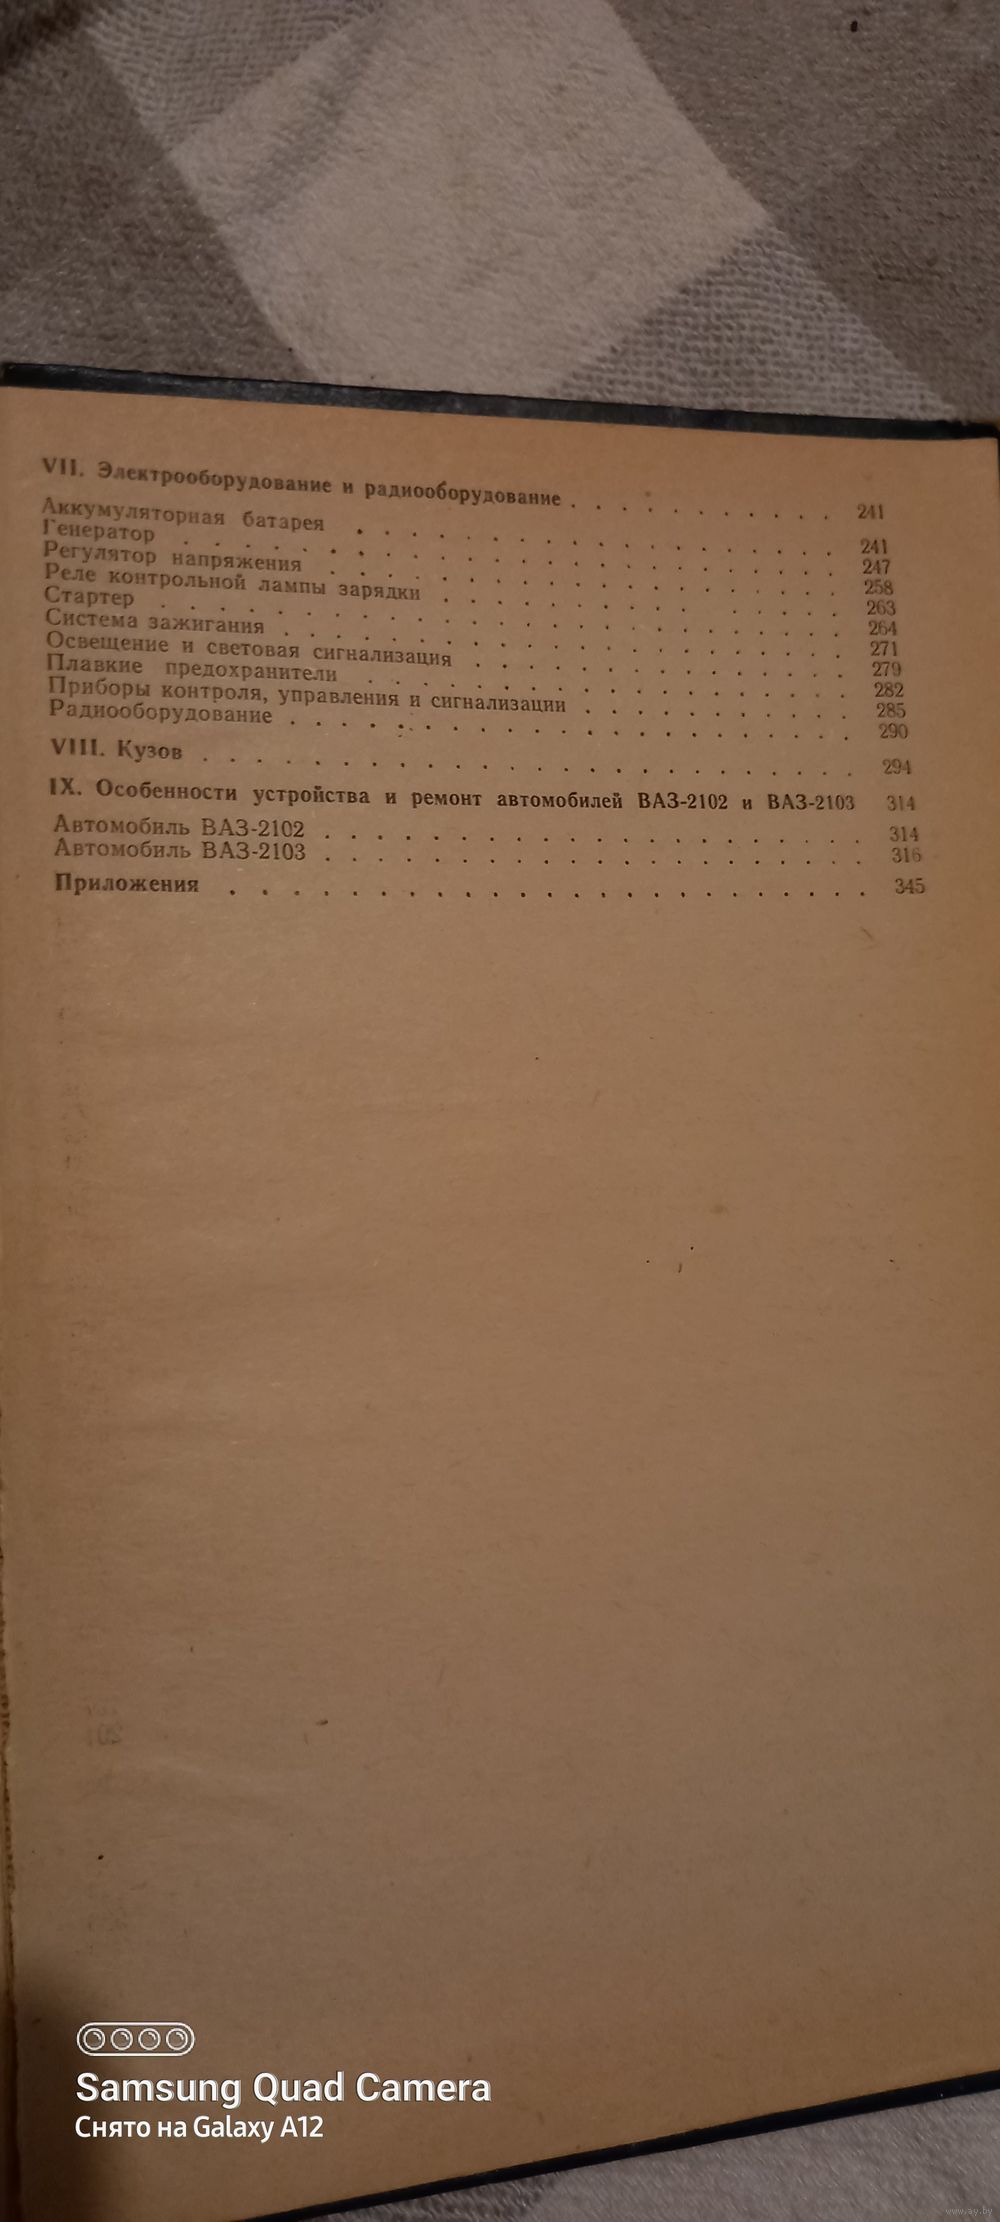 VII. Электрооборудование и радиооборудование . . . . . . . . . . 241
Аккумуляторная батарея . . . . . . . . . . . . . . . . . . 241
Генератор . . . . . . . . . . . . . . . . . . . . . . . . 247
Регулятор напряжения . . . . . . . . . . . . . . . . . . . 258
Реле контрольной лампы зарядки . . . . . . . . . . . . . . 263
Стартер . . . . . . . . . . . . . . . . . . . . . . . . . 264
Система зажигания . . . . . . . . . . . . . . . . . . . . 271
Освещение и световая сигнализация . . . . . . . . . . . . . 279
Плавкие предохранители . . . . . . . . . . . . . . . . . . 282
Приборы контроля, управления и сигнализации . . . . . . . . . . 285
Радиооборудование . . . . . . . . . . . . . . . . . . . . 290
VIII. Кузов . . . . . . . . . . . . . . . . . . . . . . . 294
IX. Особенности устройства и ремонт автомобилей ВАЗ-2102 и ВАЗ-2103 314
Автомобиль ВАЗ-2102 . . . . . . . . . . . . . . . . . . . . 314
Автомобиль ВАЗ-2103 . . . . . . . . . . . . . . . . . . . . 316
Приложения . . . . . . . . . . . . . . . . . . . . . . . 345
Samsung Quad Camera
Снято на Galaxy A12
www.ay.by